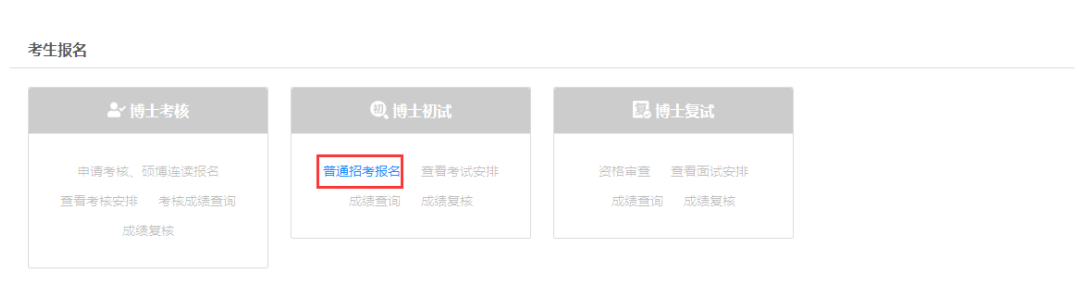 考生报名
博士考核
申请考核、硕博连读报名
查看考核安排 考核成绩查询
成绩复核
初 博士初试
普通招考报名 查看考试安排
成绩查询 成绩复核
复 博士复试
资格审查 查看面试安排
成绩查询 成绩复核